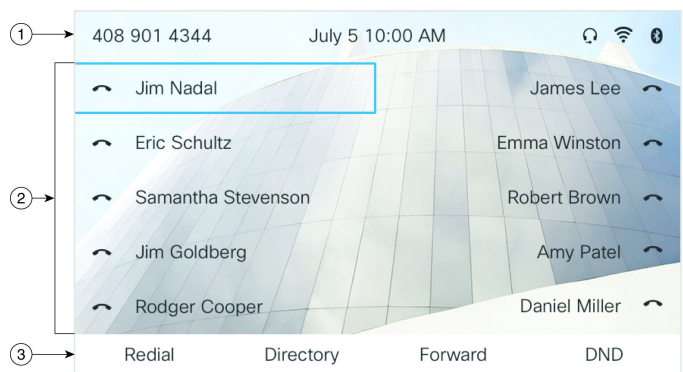 1 408 901 4344 July 5 10:00 AM
Jim Nadal James Lee
Eric Schultz Emma Winston
2 Samantha Stevenson Robert Brown
Jim Goldberg Amy Patel
Rodger Cooper Daniel Miller
3 Redial Directory Forward DND